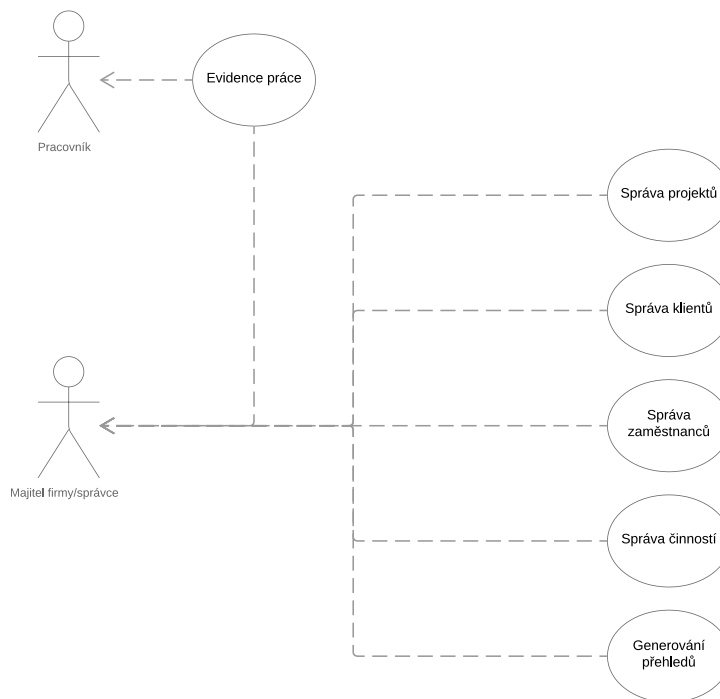 Evidence práce
Pracovník
Správa projektů
Správa klientů
Správa
zaměstnanců
Majitel firmy/správce
Správa činností
Generování
přehledů